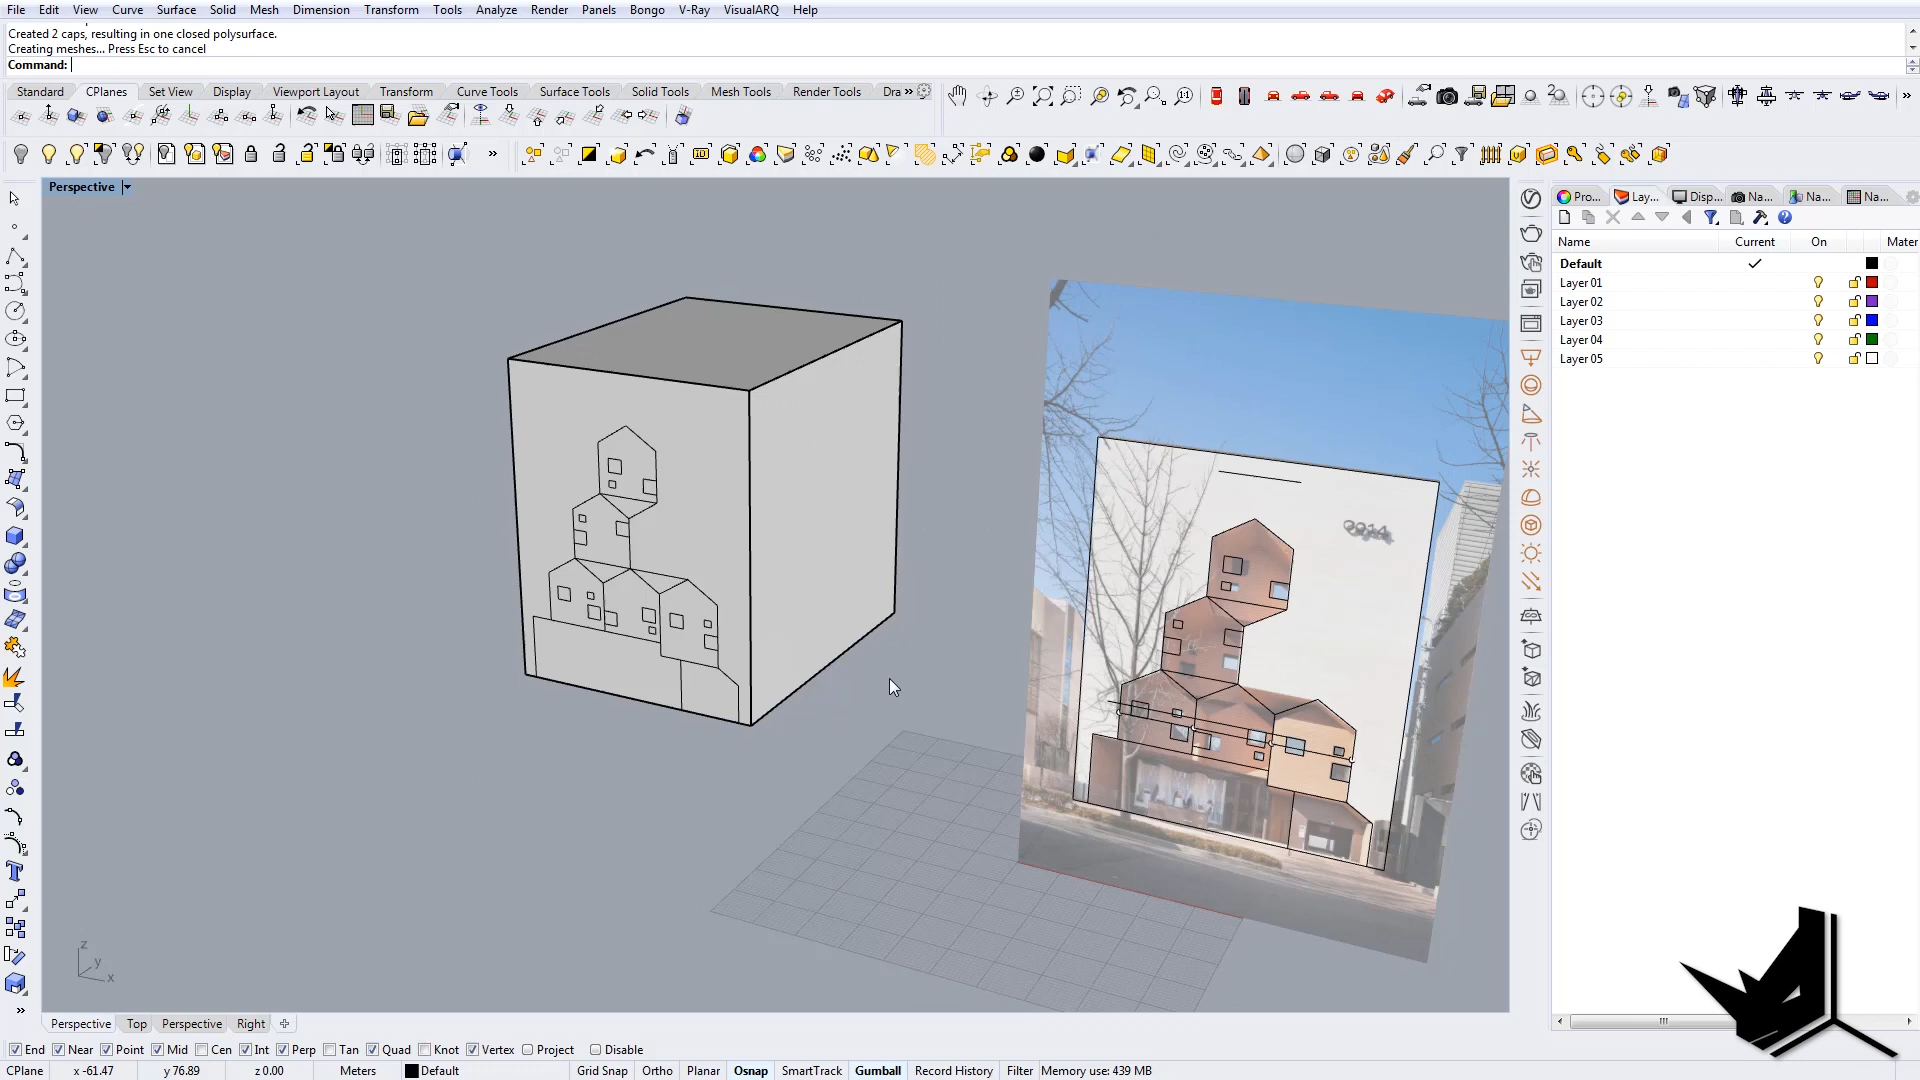 File Edit View Curve Surface Solid Mesh Dimension Transform Tools Analyze Render Panels Bongo V-Ray VisualARQ Help
Created 2 caps, resulting in one closed polysurface.
Creating meshes... Press Esc to cancel
Command:
Standard CPlanes Set View Display Viewport Layout Transform Curve Tools Surface Tools Solid Tools Mesh Tools Render Tools Dra »
Perspective
Pro... Lay... Disp... Na... Na... Na...
Name Current On Mater
Default
Layer 01
Layer 02
Layer 03
Layer 04
Layer 05
z
y
x
Perspective Top Perspective Right
End Near Point Mid Cen Int Perp Tan Quad Knot Vertex Project Disable
CPlane x -61.47 y 76.89 z 0.00 Meters Default Grid Snap Ortho Planar Osnap SmartTrack Gumball Record History Filter Memory use: 439 MB